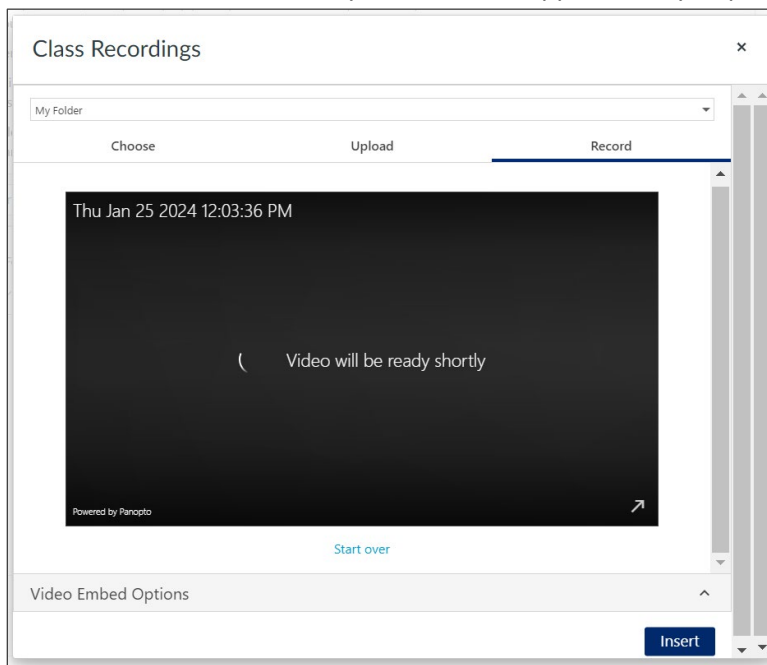 Class Recordings
×
My Folder
Choose Upload Record
Thu Jan 25 2024 12:03:36 PM
Video will be ready shortly
Powered by Panopto
Start over
Video Embed Options
Insert